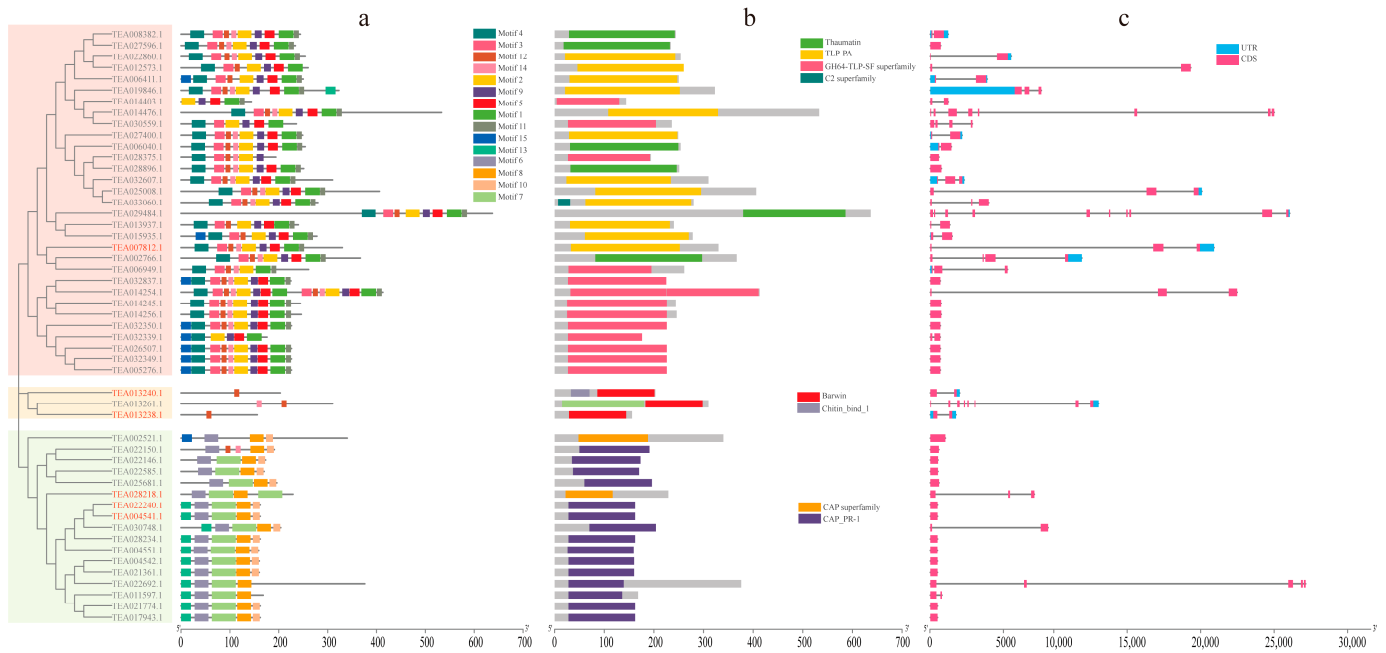 a
b
c
TEA008382.1
TEA027596.1
TEA022860.1
TEA012573.1
TEA006411.1
TEA019846.1
TEA014403.1
TEA014476.1
TEA030559.1
TEA027400.1
TEA006040.1
TEA028375.1
TEA028896.1
TEA032607.1
TEA025008.1
TEA033060.1
TEA029484.1
TEA013937.1
TEA015935.1
TEA007812.1
TEA002766.1
TEA006949.1
TEA032837.1
TEA014254.1
TEA014245.1
TEA014256.1
TEA032350.1
TEA032339.1
TEA026507.1
TEA032349.1
TEA005276.1
TEA013240.1
TEA013261.1
TEA013238.1
TEA002521.1
TEA022150.1
TEA022146.1
TEA022585.1
TEA025681.1
TEA028218.1
TEA022240.1
TEA004541.1
TEA030748.1
TEA028234.1
TEA004551.1
TEA004542.1
TEA021361.1
TEA022692.1
TEA011597.1
TEA021774.1
TEA017943.1
Motif 4
Motif 3
Motif 12
Motif 14
Motif 2
Motif 9
Motif 5
Motif 1
Motif 11
Motif 15
Motif 13
Motif 6
Motif 8
Motif 10
Motif 7
Thaumatin
TLP PA
GH64-TLP-SF superfamily
C2 superfamily
Barwin
Chitin_bind_1
CAP superfamily
CAP_PR-1
UTR
CDS
5' 3'
0 100 200 300 400 500 600 700
5' 3'
0 100 200 300 400 500 600 700
5' 3'
0 5000 10,000 15,000 20,000 25,000 30,000